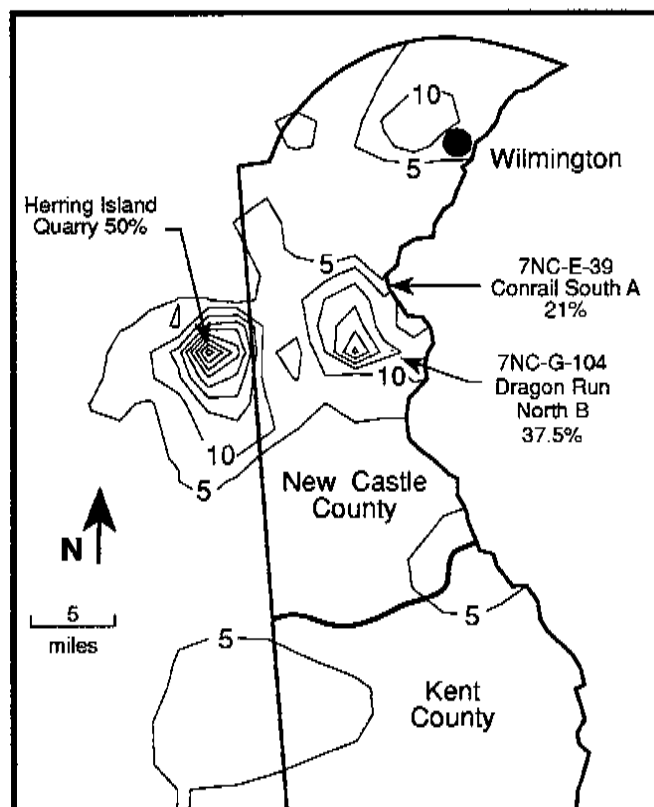 10
5
Wilmington
Herring Island
Quarry 50%
5
7NC-E-39
Conrail South A
21%
10
7NC-G-104
Dragon Run
North B
37.5%
10
5
New Castle
County
N
5
miles
5
5
Kent
County